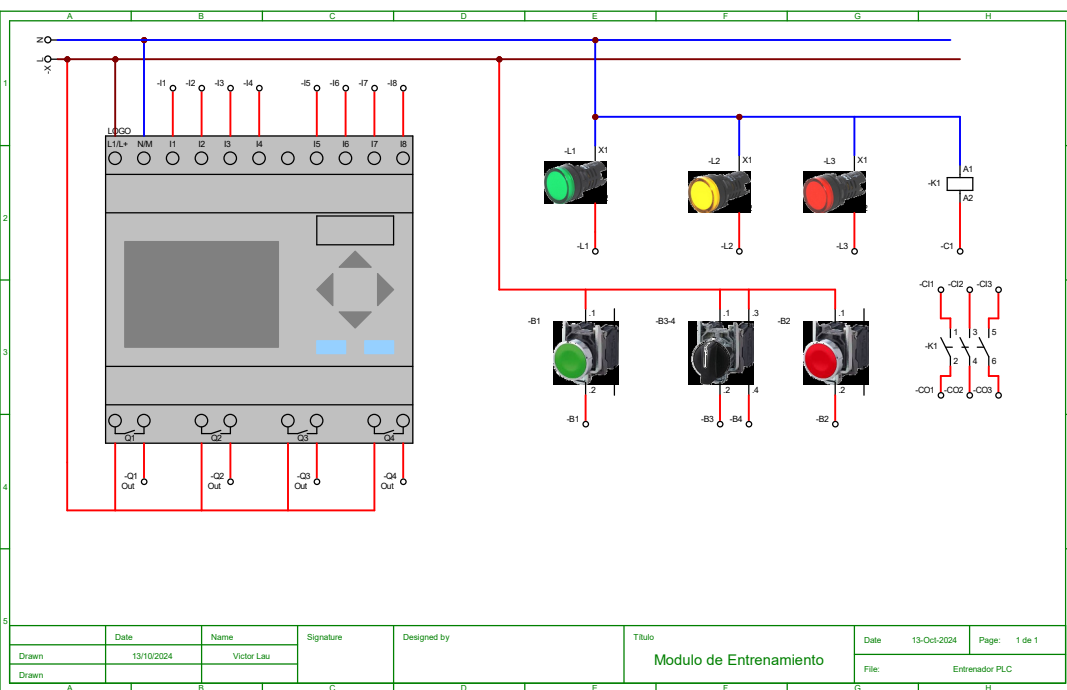 A B C D E F G H
N
L
-X
1
-I1 -I2 -I3 -I4 -I5 -I6 -I7 -I8
LOGO
L1/L+ N/M I1 I2 I3 I4 I5 I6 I7 I8
-L1 X1
-L2 X1
-L3 X1
A1
-K1
A2
2
-L1 -L2 -L3 -C1
-CI1 -CI2 -CI3
-B1 .1
-B3-4 .1 .3
-B2 .1
1 3 5
-K1
2 4 6
3
.2 .2 .4 .2
-CO1 -CO2 -CO3
-B1 -B3 -B4 -B2
Q1 Q2 Q3 Q4
-Q1 -Q2 -Q3 -Q4
Out Out Out Out
4
5
Date Name Signature Designed by Título Date 13-Oct-2024 Page: 1 de 1
Drawn 13/10/2024 Victor Lau
Modulo de Entrenamiento
File: Entrenador PLC
Drawn
A B C D E F G H